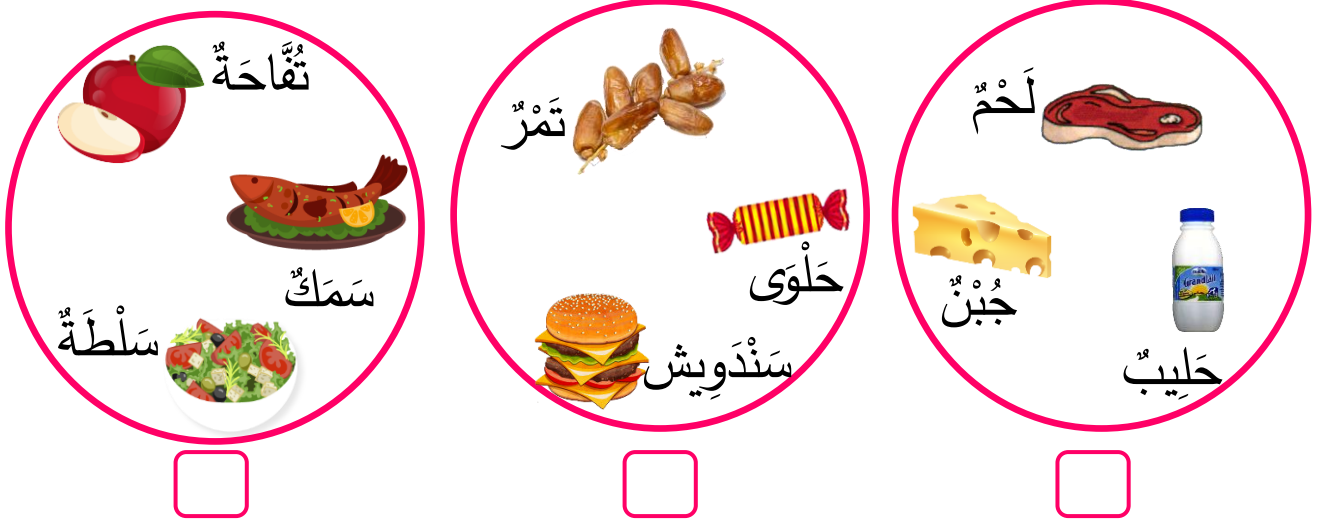 لَحْمٌ
جُبْنٌ
حَلِيبٌ
تَمْرٌ
حَلْوَى
سَنْدَوِيش
تُفَّاحَةٌ
سَمَكٌ
سَلْطَةٌ